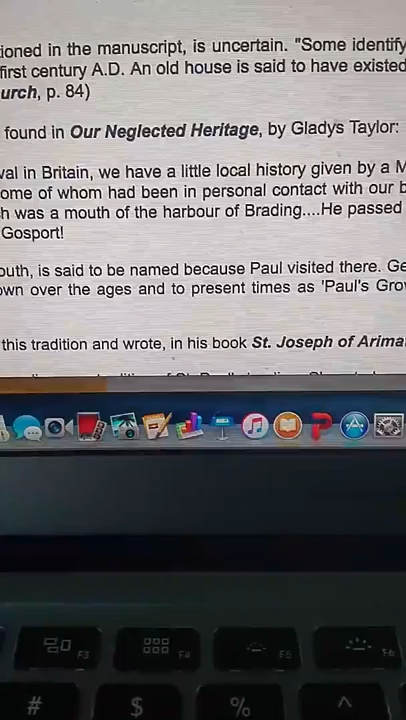 ioned in the manuscript, is uncertain. "Some identify
first century A.D. An old house is said to have existed
urch, p. 84)
found in Our Neglected Heritage, by Gladys Taylor:
val in Britain, we have a little local history given by a M
ome of whom had been in personal contact with our b
h was a mouth of the harbour of Brading....He passed
Gosport!
outh, is said to be named because Paul visited there. Ge
own over the ages and to present times as 'Paul's Gro
this tradition and wrote, in his book St. Joseph of Arima
F3
F4
F5
F6
#
$
%
^